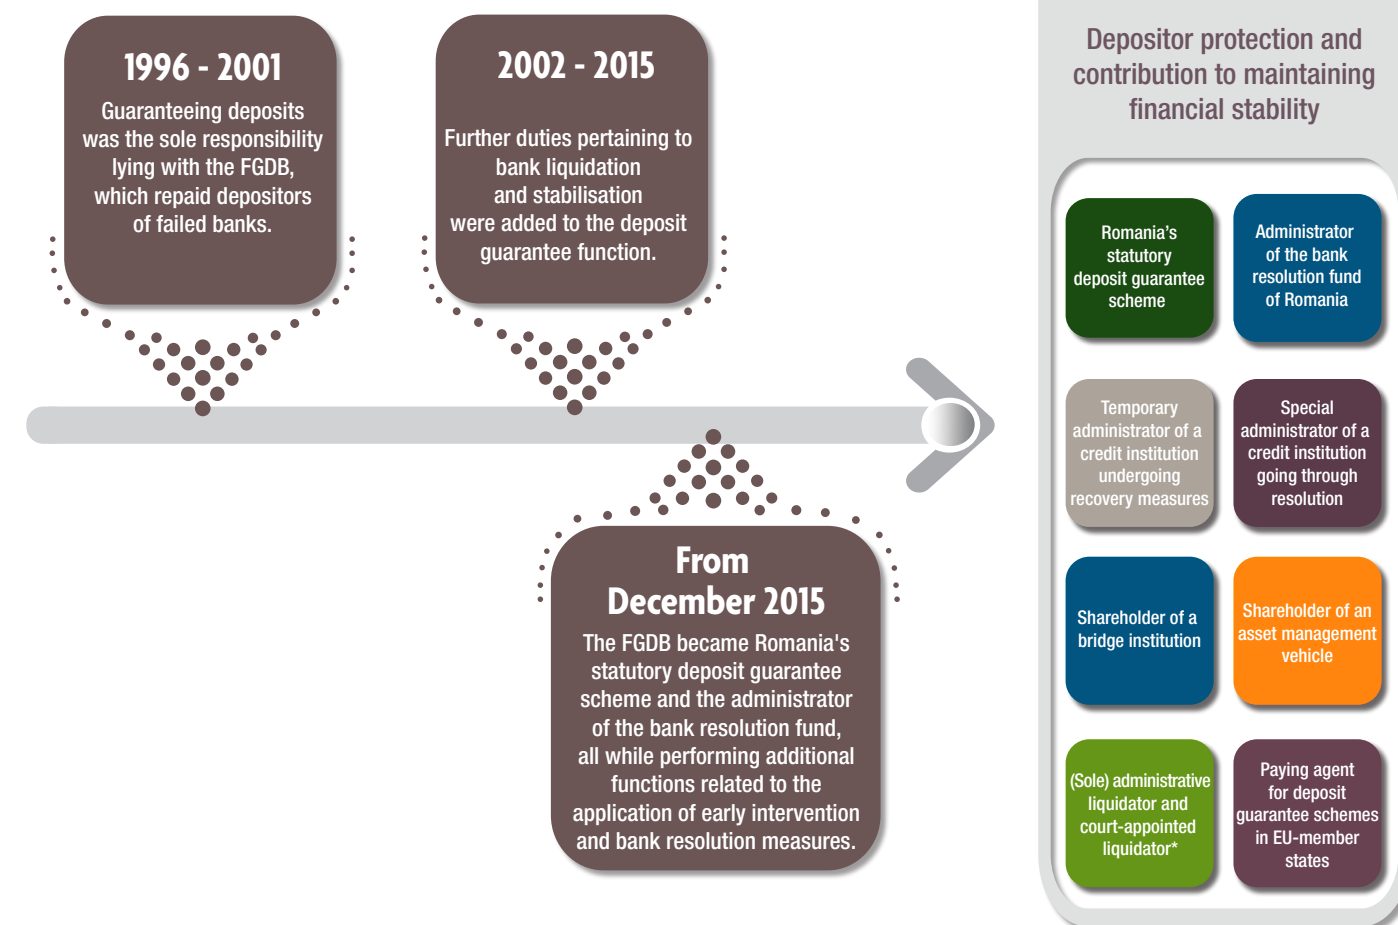 1996 - 2001
Guaranteeing deposits
was the sole responsibility
lying with the FGDB,
which repaid depositors
of failed banks.
2002 - 2015
Further duties pertaining to
bank liquidation
and stabilisation
were added to the deposit
guarantee function.
From
December 2015
The FGDB became Romania's
statutory deposit guarantee
scheme and the administrator
of the bank resolution fund,
all while performing additional
functions related to the
application of early intervention
and bank resolution measures.
Depositor protection and
contribution to maintaining
financial stability
Romania’s
statutory
deposit guarantee
scheme
Administrator
of the bank
resolution fund
of Romania
Temporary
administrator of a
credit institution
undergoing
recovery measures
Special
administrator of a
credit institution
going through
resolution
Shareholder of a
bridge institution
Shareholder of an
asset management
vehicle
(Sole) administrative
liquidator and
court-appointed
liquidator*
Paying agent
for deposit
guarantee schemes
in EU-member
states